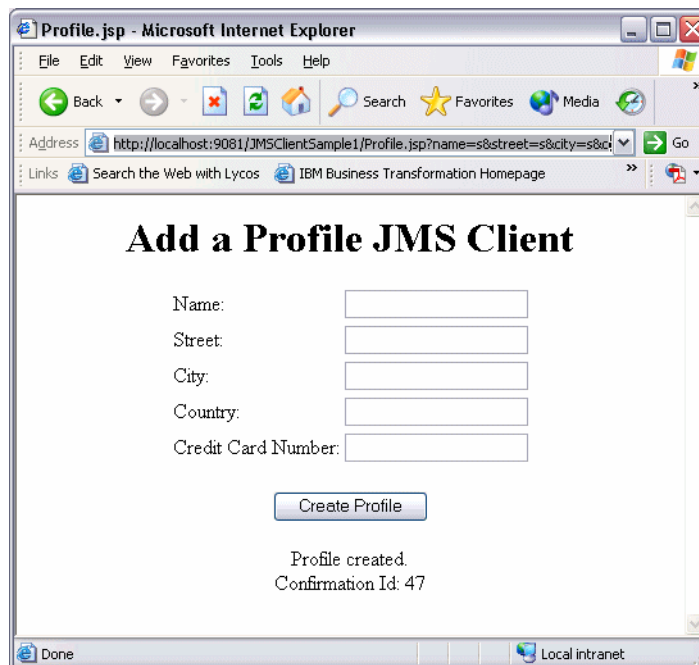 Profile.jsp - Microsoft Internet Explorer
File Edit View Favorites Tools Help
Back Search Favorites Media »
Address http://localhost:9081/JMSClientSample1/Profile.jsp?name=s&street=s&city=s&c Go
Links Search the Web with Lycos IBM Business Transformation Homepage »
Add a Profile JMS Client
Name:
Street:
City:
Country:
Credit Card Number:
Create Profile
Profile created.
Confirmation Id: 47
Done Local intranet